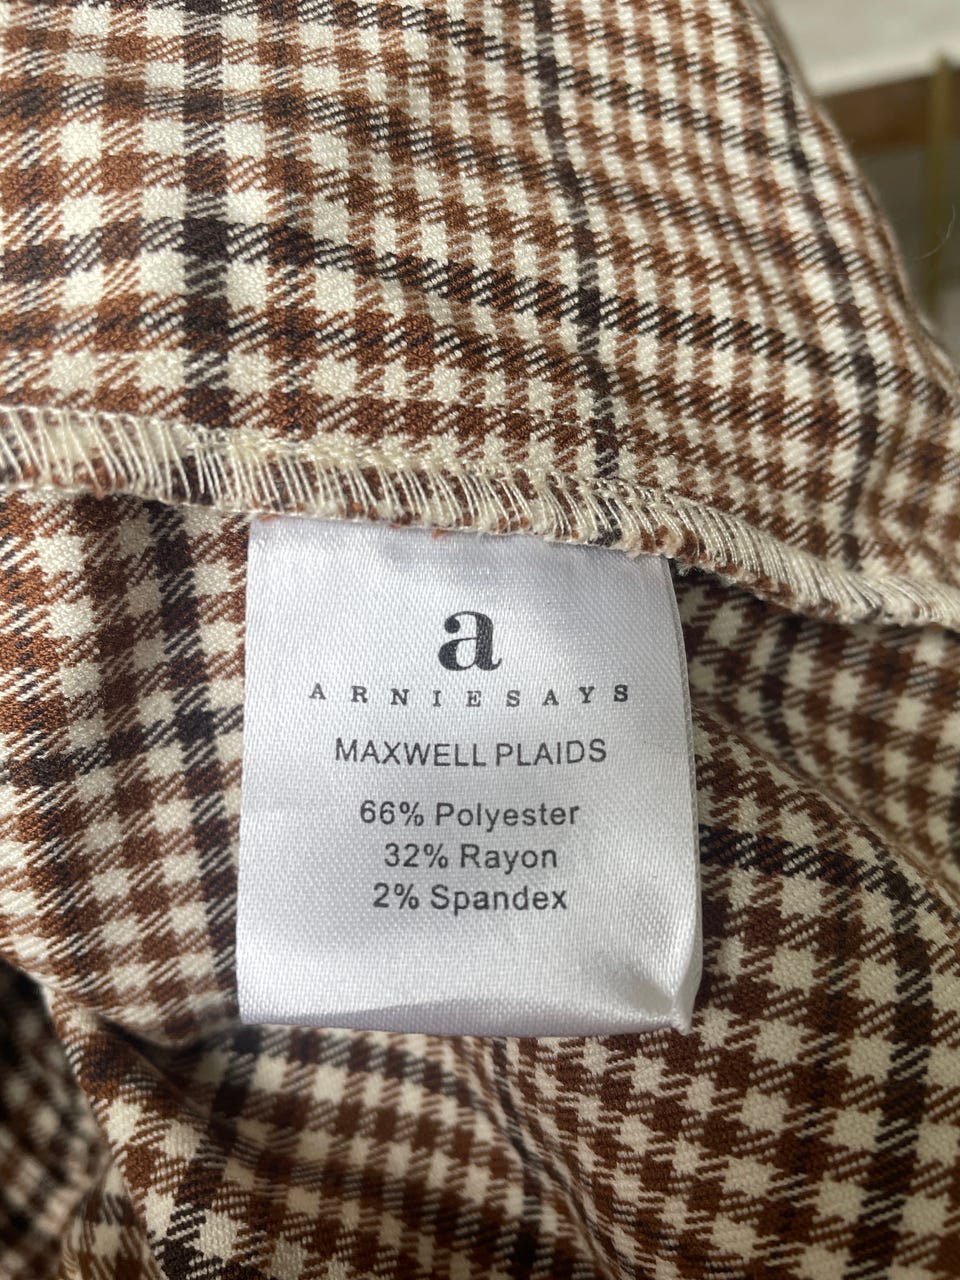 a
ARNIESAYS
MAXWELL PLAIDS
66% Polyester
32% Rayon
2% Spandex